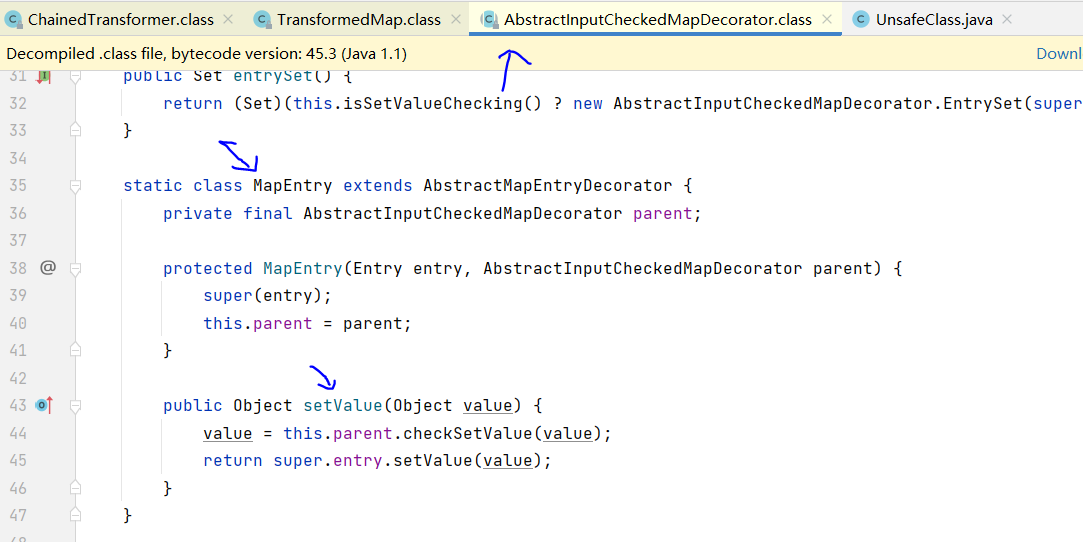 ChainedTransformer.class TransformedMap.class AbstractInputCheckedMapDecorator.class UnsafeClass.java
Decompiled .class file, bytecode version: 45.3 (Java 1.1) Downl
31 public Set entrySet() {
32 return (Set)(this.isSetValueChecking() ? new AbstractInputCheckedMapDecorator.EntrySet(super
33 }
34
35 static class MapEntry extends AbstractMapEntryDecorator {
36 private final AbstractInputCheckedMapDecorator parent;
37
38 @ protected MapEntry(Entry entry, AbstractInputCheckedMapDecorator parent) {
39 super(entry);
40 this.parent = parent;
41 }
42
43 public Object setValue(Object value) {
44 value = this.parent.checkSetValue(value);
45 return super.entry.setValue(value);
46 }
47 }